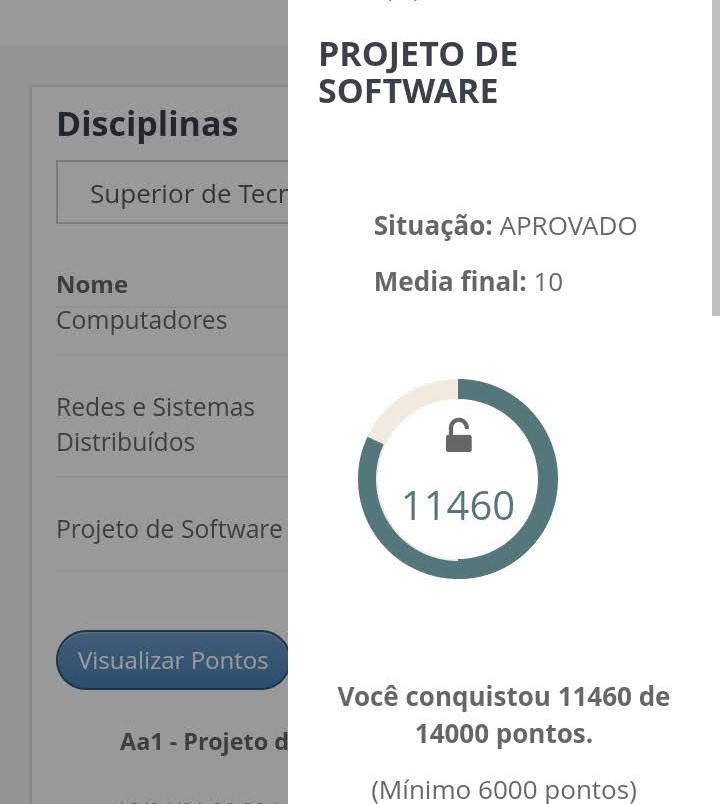 PROJETO DE
SOFTWARE
Situação: APROVADO
Media final: 10
11460
Você conquistou 11460 de
14000 pontos.
(Mínimo 6000 pontos)
Disciplinas
Superior de Tecn
Nome
Computadores
Redes e Sistemas
Distribuídos
Projeto de Software
Visualizar Pontos
Aa1 - Projeto d